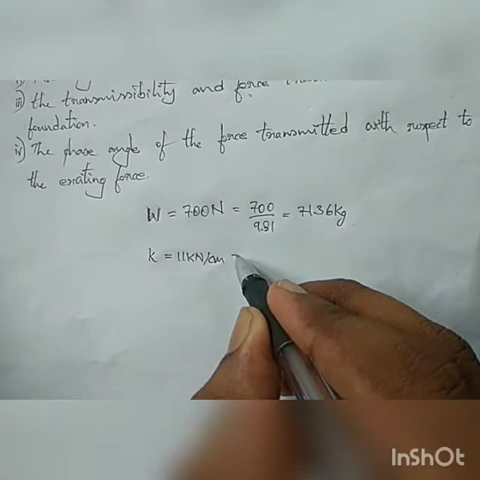 iii) the transmissibility and force
foundation.
iv) The phase angle of the force transmitted with respect to
the exiating force.
W = 700N = 700/9.81 = 71.36kg
k = 11KN/cm
InShOt